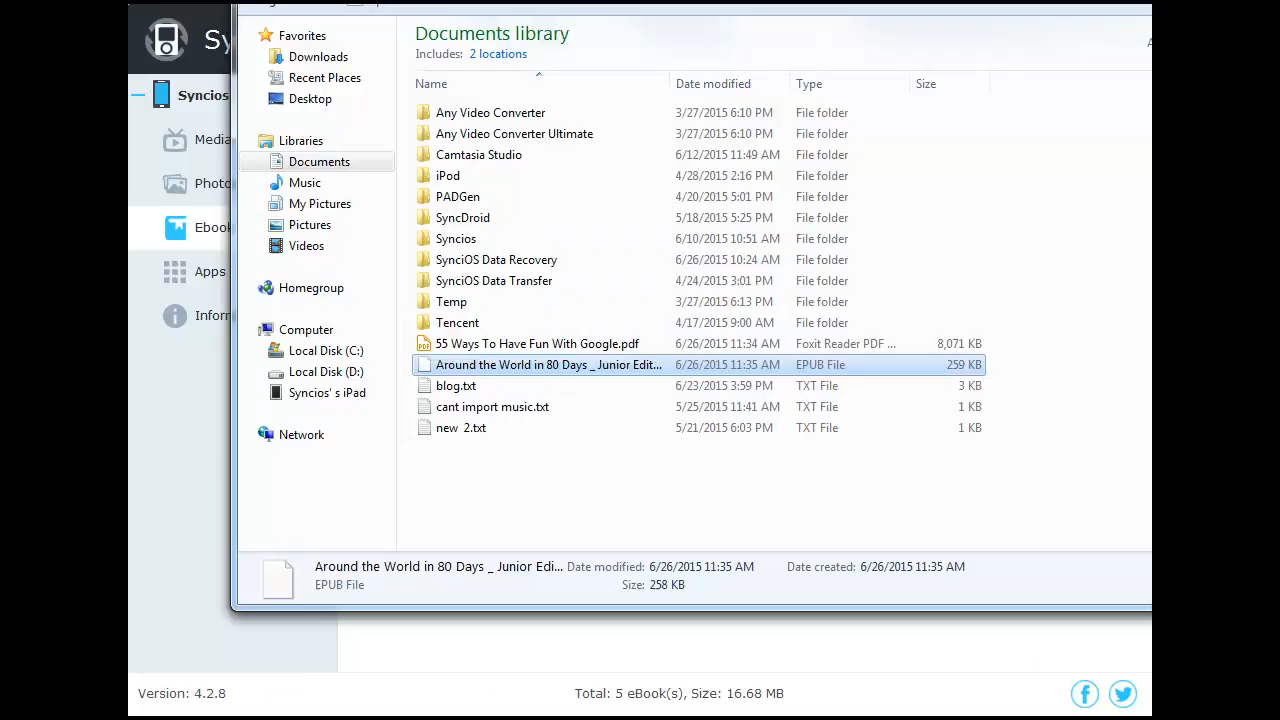 Sy
Syncios
Media
Photo
Ebook
Apps
Inform
Favorites
Downloads
Recent Places
Desktop
Libraries
Documents
Music
My Pictures
Pictures
Videos
Homegroup
Computer
Local Disk (C:)
Local Disk (D:)
Syncios' s iPad
Network
Documents library
Includes: 2 locations
Name Date modified Type Size
Any Video Converter 3/27/2015 6:10 PM File folder
Any Video Converter Ultimate 3/27/2015 6:10 PM File folder
Camtasia Studio 6/12/2015 11:49 AM File folder
iPod 4/28/2015 2:16 PM File folder
PADGen 4/20/2015 5:01 PM File folder
SyncDroid 5/18/2015 5:25 PM File folder
Syncios 6/10/2015 10:51 AM File folder
SynciOS Data Recovery 6/26/2015 10:24 AM File folder
SynciOS Data Transfer 4/24/2015 3:01 PM File folder
Temp 3/27/2015 6:13 PM File folder
Tencent 4/17/2015 9:00 AM File folder
55 Ways To Have Fun With Google.pdf 6/26/2015 11:34 AM Foxit Reader PDF ... 8,071 KB
Around the World in 80 Days _ Junior Edit... 6/26/2015 11:35 AM EPUB File 259 KB
blog.txt 6/23/2015 3:59 PM TXT File 3 KB
cant import music.txt 5/25/2015 11:41 AM TXT File 1 KB
new 2.txt 5/21/2015 6:03 PM TXT File 1 KB
Around the World in 80 Days _ Junior Edi... Date modified: 6/26/2015 11:35 AM Date created: 6/26/2015 11:35 AM
EPUB File Size: 258 KB
Version: 4.2.8 Total: 5 eBook(s), Size: 16.68 MB